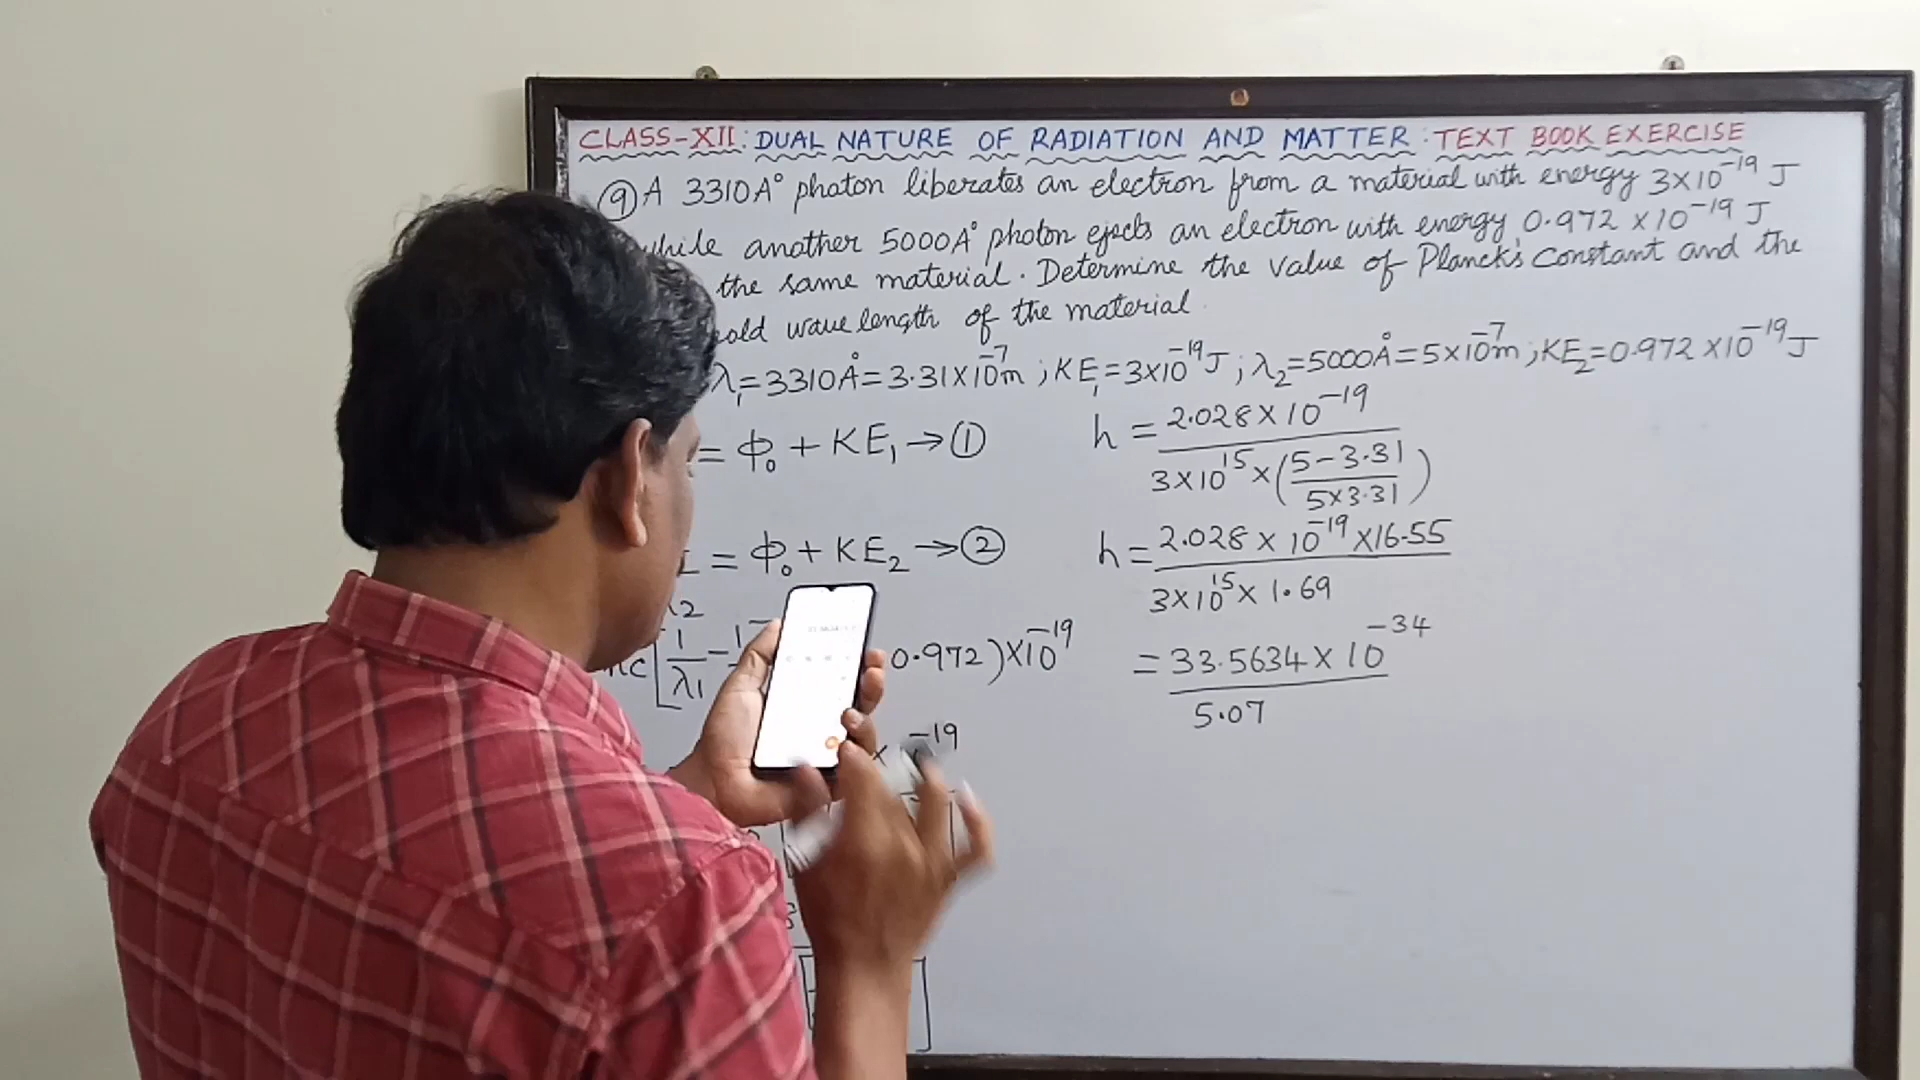 CLASS-XII: DUAL NATURE OF RADIATION AND MATTER: TEXT BOOK EXERCISE
⑨ A 3310A° photon liberates an electron from a material with energy 3×10⁻¹⁹ J
while another 5000A° photon ejects an electron with energy 0.972 ×10⁻¹⁹ J
the same material. Determine the value of Planck's Constant and the
wave length of the material.
λ₁=3310Å=3.31×10⁻⁷m ; KE₁=3×10⁻¹⁹J ; λ₂=5000Å=5×10⁻⁷m ; KE₂=0.972×10⁻¹⁹J
= ϕ₀ + KE₁ → ①
= ϕ₀ + KE₂ → ②
λ2
[1/λ₁ - 1 0.972)×10⁻¹⁹
×  ⁻¹⁹
h = 2.028×10⁻¹⁹ / 3×10¹⁵×(5-3.31 / 5×3.31)
h = 2.028 × 10⁻¹⁹ ×16.55 / 3×10¹⁵× 1.69
= 33.5634 × 10⁻³⁴ / 5.07